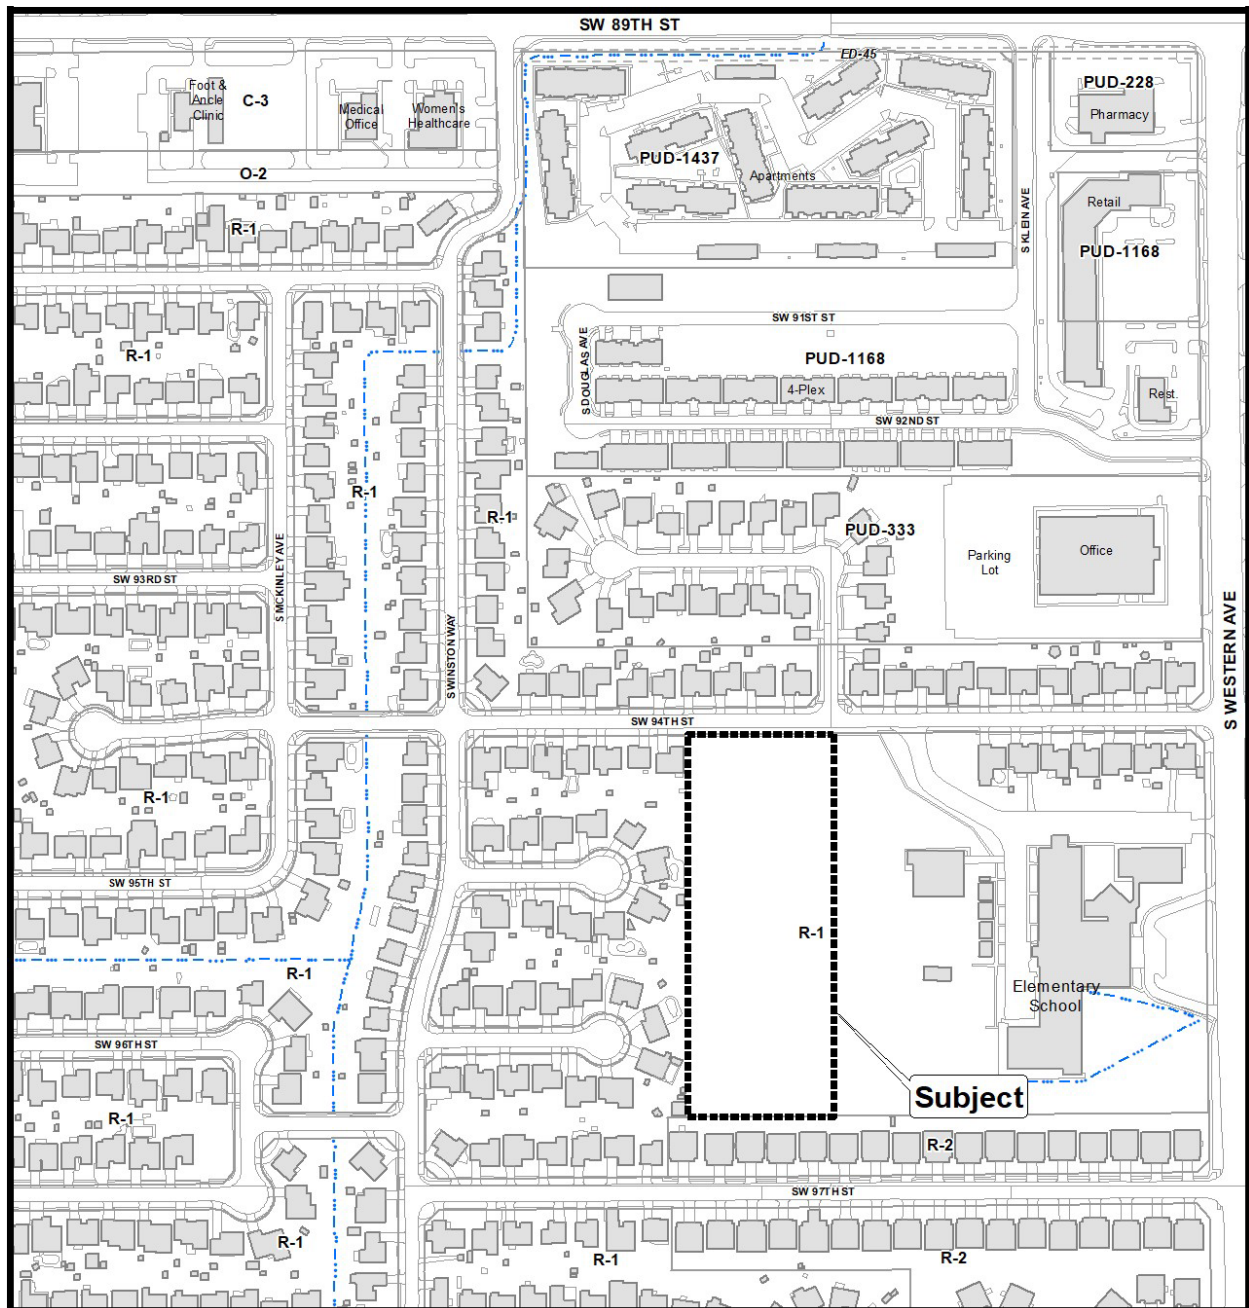 SW 89TH ST
ED-45
Foot &
Ancle
Clinic
C-3
Medical
Office
Women's
Healthcare
PUD-228
Pharmacy
PUD-1437
Apartments
O-2
R-1
Retail
S KLEIN AVE
PUD-1168
SW 91ST ST
R-1
S DOUGLAS AVE
PUD-1168
4-Plex
Rest.
SW 92ND ST
R-1
R-1
PUD-333
Parking
Lot
Office
S MCKINLEY AVE
SW 93RD ST
S WINSTON WAY
S WESTERN AVE
SW 94TH ST
R-1
SW 95TH ST
R-1
R-1
Elementary
School
SW 96TH ST
Subject
R-1
R-2
SW 97TH ST
R-1
R-1
R-2